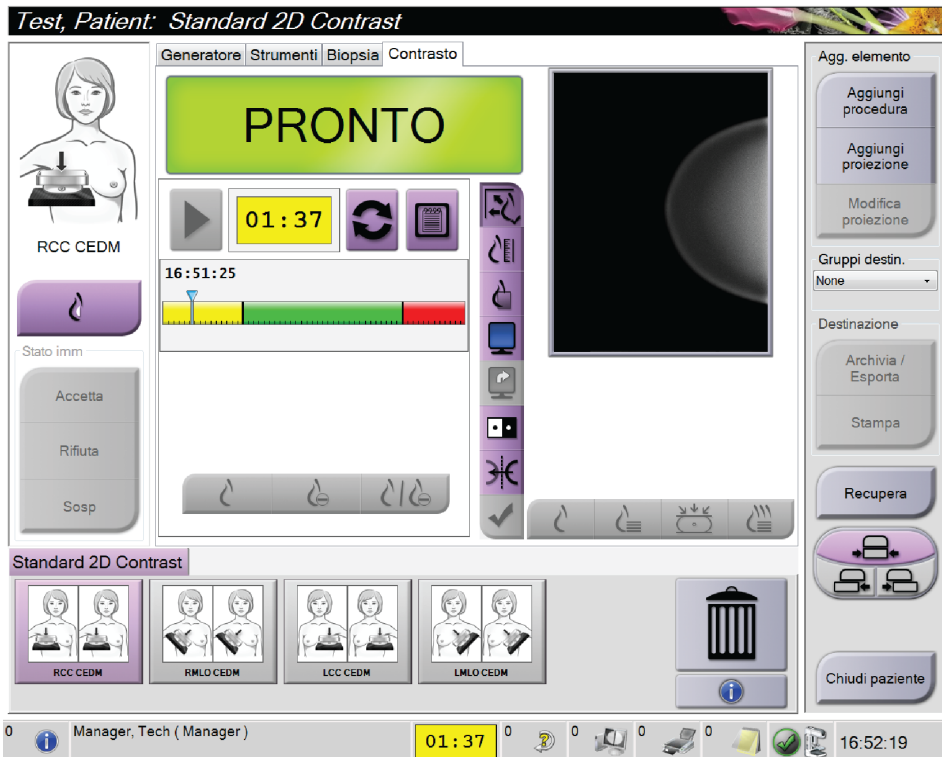 Test, Patient: Standard 2D Contrast
Generatore Strumenti Biopsia Contrasto
PRONTO
RCC CEDM
01:37
16:51:25
Stato imm
Accetta
Rifiuta
Sosp
Agg. elemento
Aggiungi
procedura
Aggiungi
proiezione
Modifica
proiezione
Gruppi destin.
None
Destinazione
Archivia /
Esporta
Stampa
Recupera
Chiudi paziente
Standard 2D Contrast
RCC CEDM
RMLO CEDM
LCC CEDM
LMLO CEDM
0 Manager, Tech ( Manager ) 01:37 0 0 0 0 16:52:19